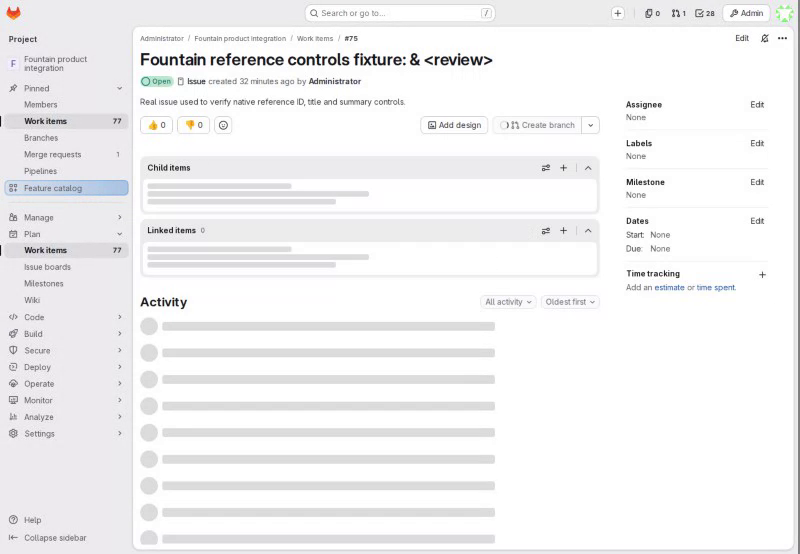 Search or go to...
/
0
1
28
Admin
Project
F
Fountain product integration
Pinned
Members
Work items 77
Branches
Merge requests 1
Pipelines
Feature catalog
Manage
Plan
Work items 77
Issue boards
Milestones
Wiki
Code
Build
Secure
Deploy
Operate
Monitor
Analyze
Settings
Help
Collapse sidebar
Administrator / Fountain product integration / Work items / #75
Edit
Fountain reference controls fixture: & <review>
Open Issue created 32 minutes ago by Administrator
Real issue used to verify native reference ID, title and summary controls.
👍 0
👎 0
Add design
Create branch
Child items
Linked items 0
Activity
All activity
Oldest first
Assignee Edit
None
Labels Edit
None
Milestone Edit
None
Dates Edit
Start: None
Due: None
Time tracking
Add an estimate or time spent.